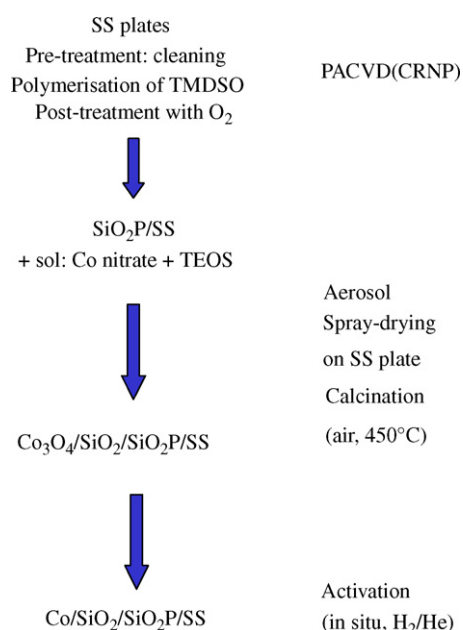 SS plates
Pre-treatment: cleaning
Polymerisation of TMDSO
Post-treatment with O₂
PACVD(CRNP)
SiO₂P/SS
+ sol: Co nitrate + TEOS
Aerosol
Spray-drying
on SS plate
Calcination
(air, 450°C)
Co₃O₄/SiO₂/SiO₂P/SS
Co/SiO₂/SiO₂P/SS
Activation
(in situ, H₂/He)